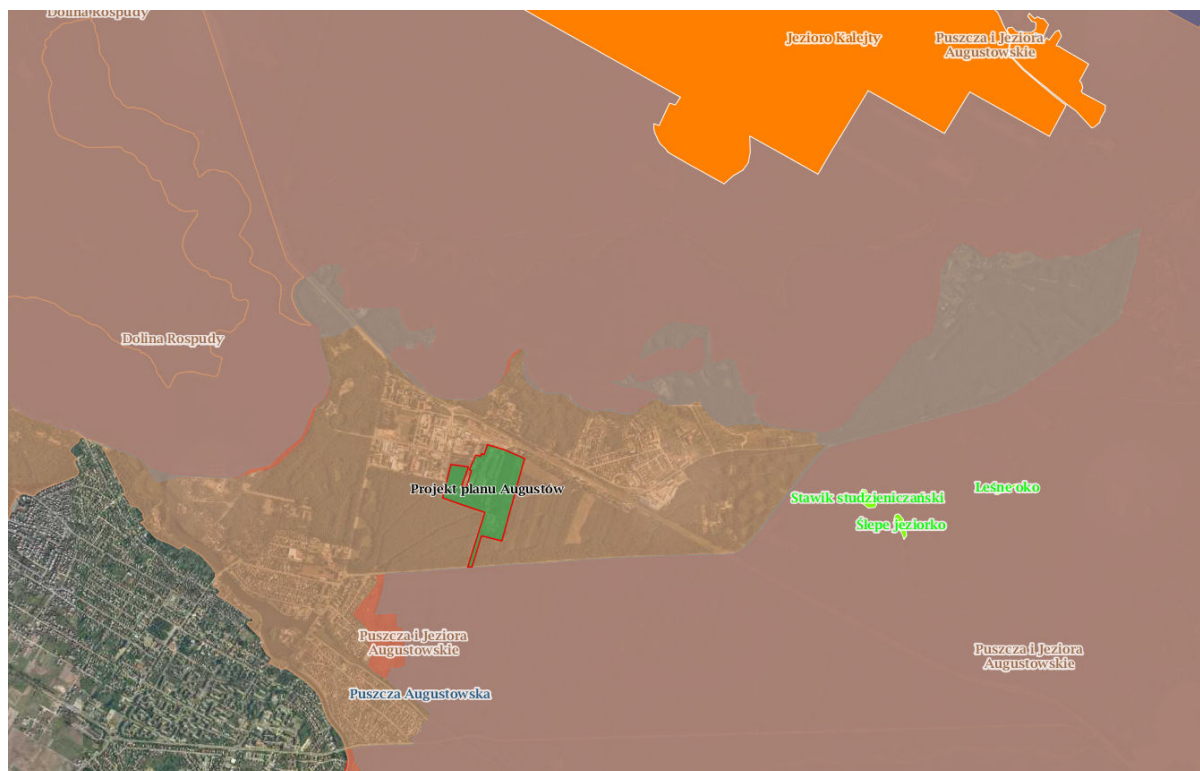 Dolina Rospudy
Jezioro Kalejty
Puszcza i Jeziora
Augustowskie
Dolina Rospudy
Projekt planu Augustów
Stawik studzieniczański
Leśne oko
Ślepe jeziorko
Puszcza i Jeziora
Augustowskie
Puszcza i Jeziora
Augustowskie
Puszcza Augustowska